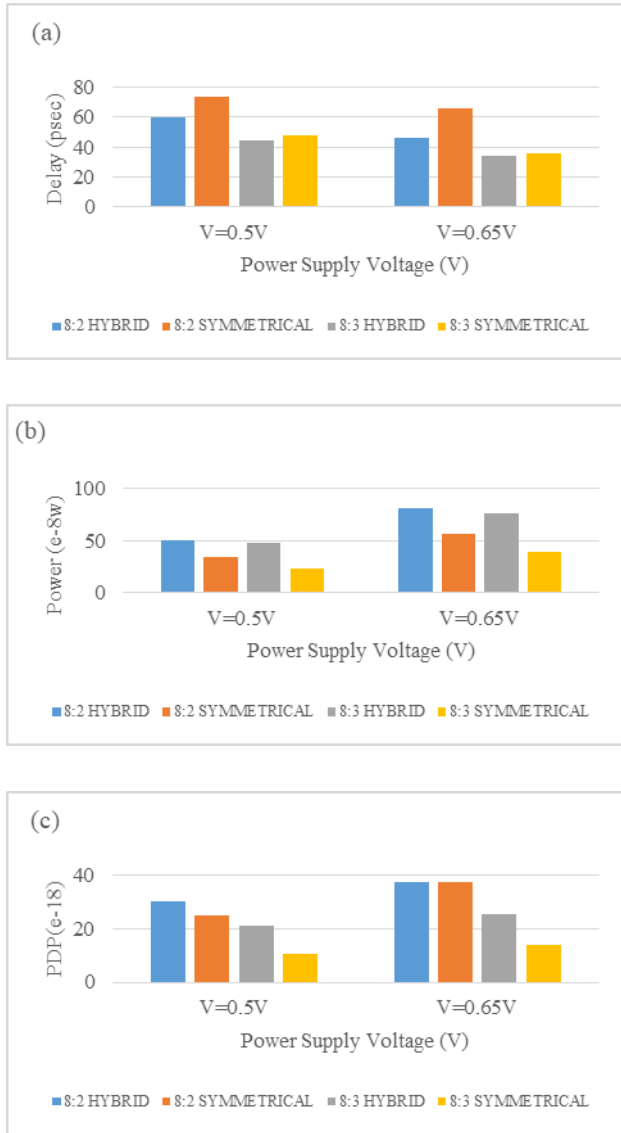 (a)
Delay (psec)
80
60
40
20
0
V=0.5V V=0.65V
Power Supply Voltage (V)
8:2 HYBRID 8:2 SYMMETRICAL 8:3 HYBRID 8:3 SYMMETRICAL
(b)
Power (e-8w)
100
50
0
V=0.5V V=0.65V
Power Supply Voltage (V)
8:2 HYBRID 8:2 SYMMETRICAL 8:3 HYBRID 8:3 SYMMETRICAL
(c)
PDP(e-18)
40
20
0
V=0.5V V=0.65V
Power Supply Voltage (V)
8:2 HYBRID 8:2 SYMMETRICAL 8:3 HYBRID 8:3 SYMMETRICAL